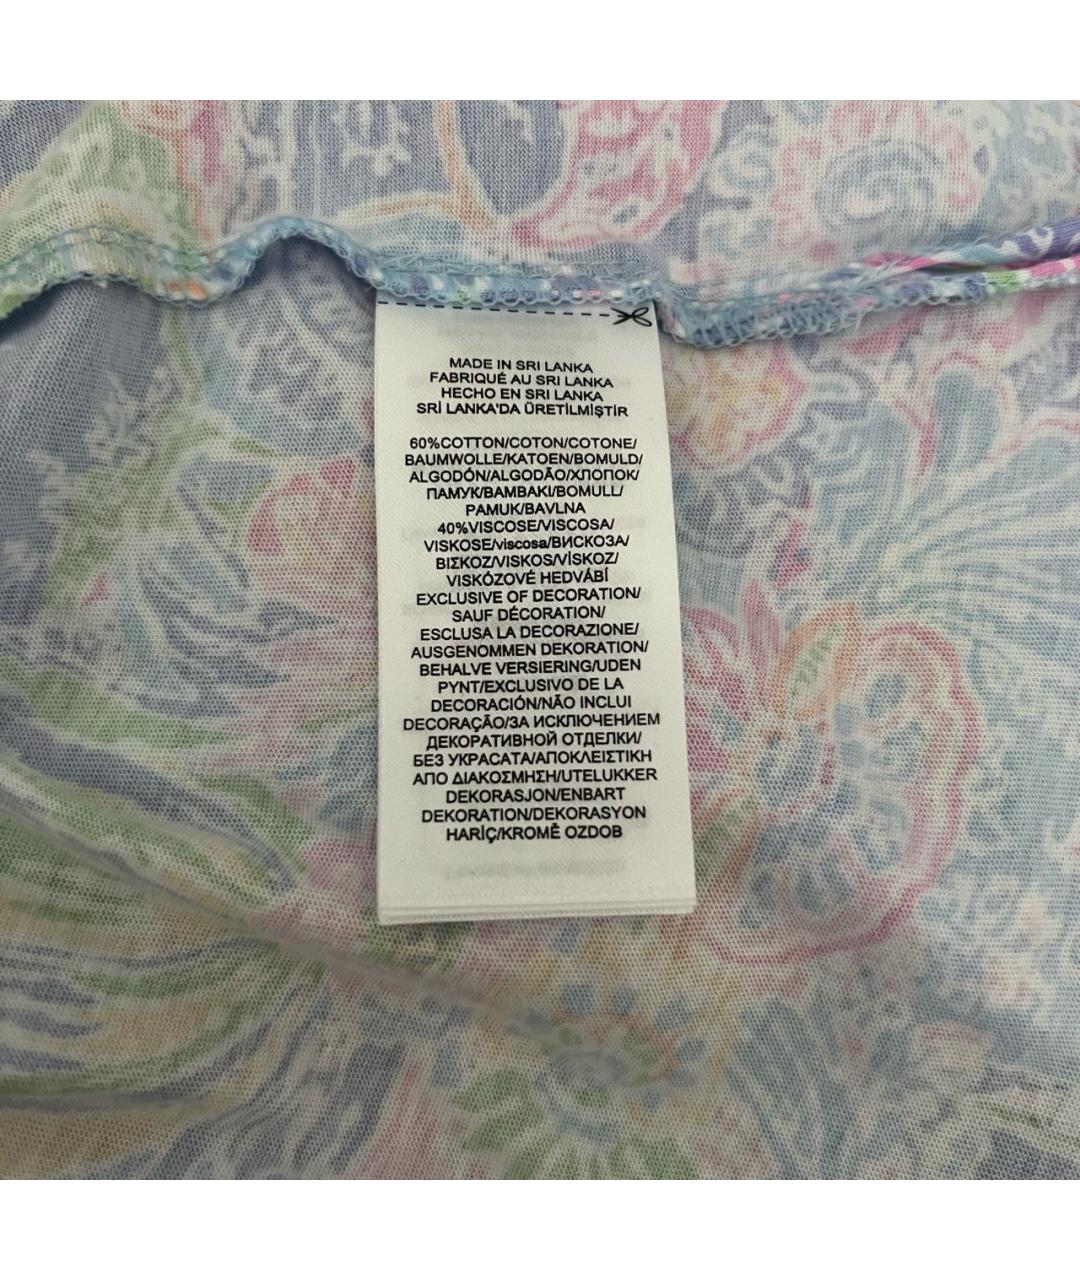 MADE IN SRI LANKA
FABRIQUÉ AU SRI LANKA
HECHO EN SRI LANKA
SRİ LANKA'DA ÜRETİLMİŞTİR
60%COTTON/COTON/COTONE/
BAUMWOLLE/KATOEN/BOMULD/
ALGODÓN/ALGODÃO/ХЛОПОК/
ПАМУК/ΒΑΜΒΑΚΙ/BOMULL/
PAMUK/BAVLNA
40%VISCOSE/VISCOSA/
VISKOSE/viscosa/ВИСКОЗА/
ΒΙΣΚΟΖ/VISKOS/VİSKOZ/
VISKÓZOVÉ HEDVÁBÍ
EXCLUSIVE OF DECORATION/
SAUF DÉCORATION/
ESCLUSA LA DECORAZIONE/
AUSGENOMMEN DEKORATION/
BEHALVE VERSIERING/UDEN
PYNT/EXCLUSIVO DE LA
DECORACIÓN/NÃO INCLUI
DECORAÇÃO/ЗА ИСКЛЮЧЕНИЕМ
ДЕКОРАТИВНОЙ ОТДЕЛКИ/
БЕЗ УКРАСАТА/ΑΠΟΚΛΕΙΣΤΙΚΗ
ΑΠΟ ΔΙΑΚΟΣΜΗΣΗ/UTELUKKER
DEKORASJON/ENBART
DEKORATION/DEKORASYON
HARİÇ/KROMĚ OZDOB